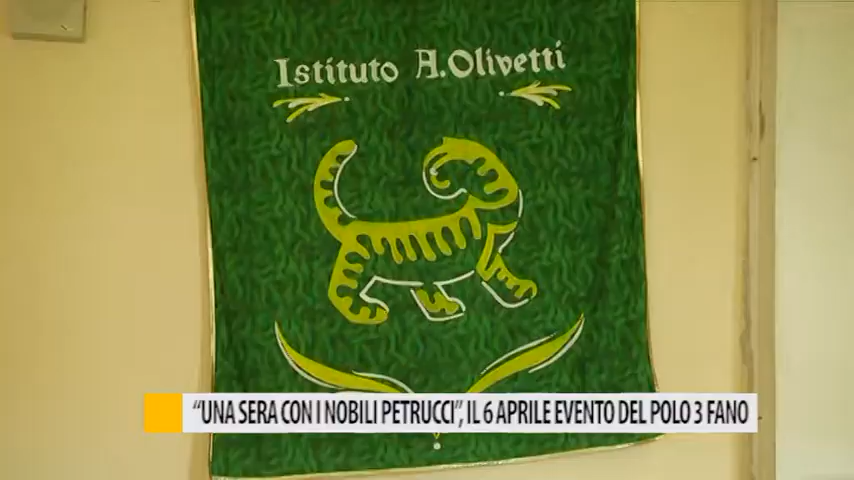 Istituto A.Olivetti
“UNA SERA CON I NOBILI PETRUCCI”, IL 6 APRILE EVENTO DEL POLO 3 FANO